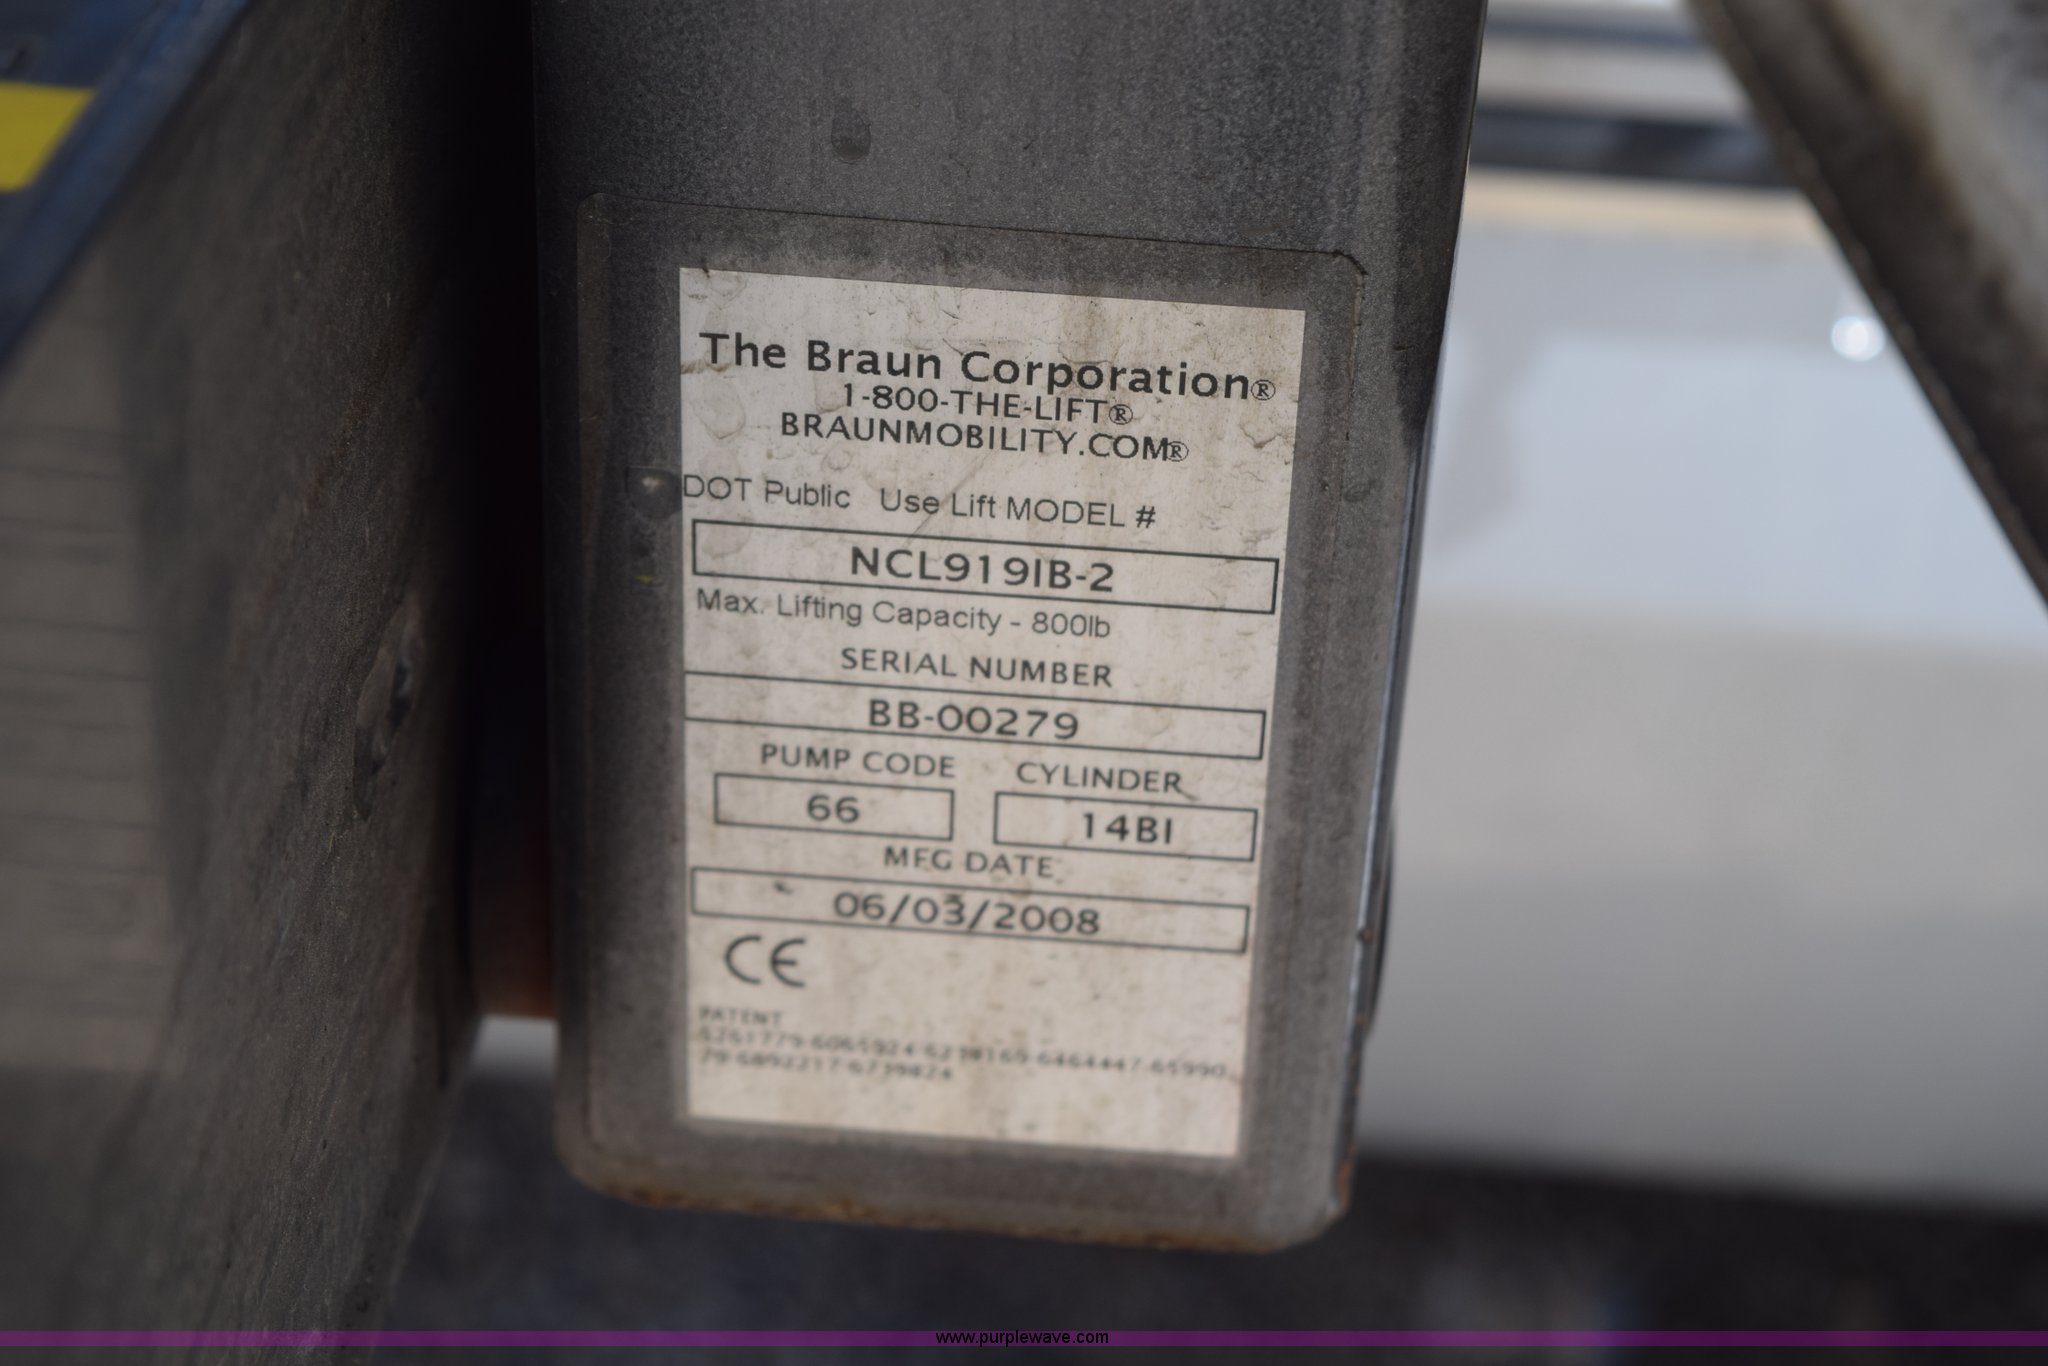 The Braun Corporation®
1-800-THE-LIFT®
BRAUNMOBILITY.COM®
DOT Public Use Lift MODEL #
NCL919IB-2
Max. Lifting Capacity - 800lb
SERIAL NUMBER
BB-00279
PUMP CODE CYLINDER
66 14BI
MFG DATE
06/03/2008
CE
PATENT
www.purplewave.com